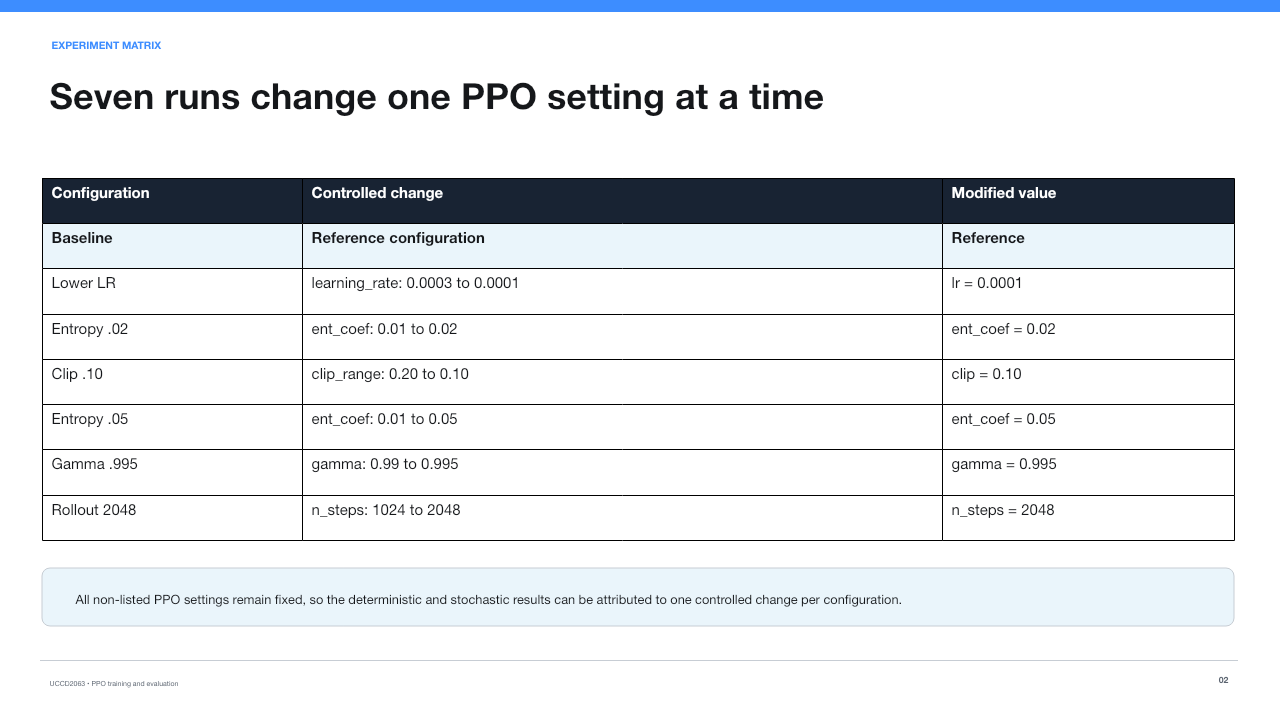 EXPERIMENT MATRIX
Seven runs change one PPO setting at a time
Configuration Controlled change Modified value
Baseline Reference configuration Reference
Lower LR learning_rate: 0.0003 to 0.0001 lr = 0.0001
Entropy .02 ent_coef: 0.01 to 0.02 ent_coef = 0.02
Clip .10 clip_range: 0.20 to 0.10 clip = 0.10
Entropy .05 ent_coef: 0.01 to 0.05 ent_coef = 0.05
Gamma .995 gamma: 0.99 to 0.995 gamma = 0.995
Rollout 2048 n_steps: 1024 to 2048 n_steps = 2048
All non-listed PPO settings remain fixed, so the deterministic and stochastic results can be attributed to one controlled change per configuration.
UCCD2063 • PPO training and evaluation 02